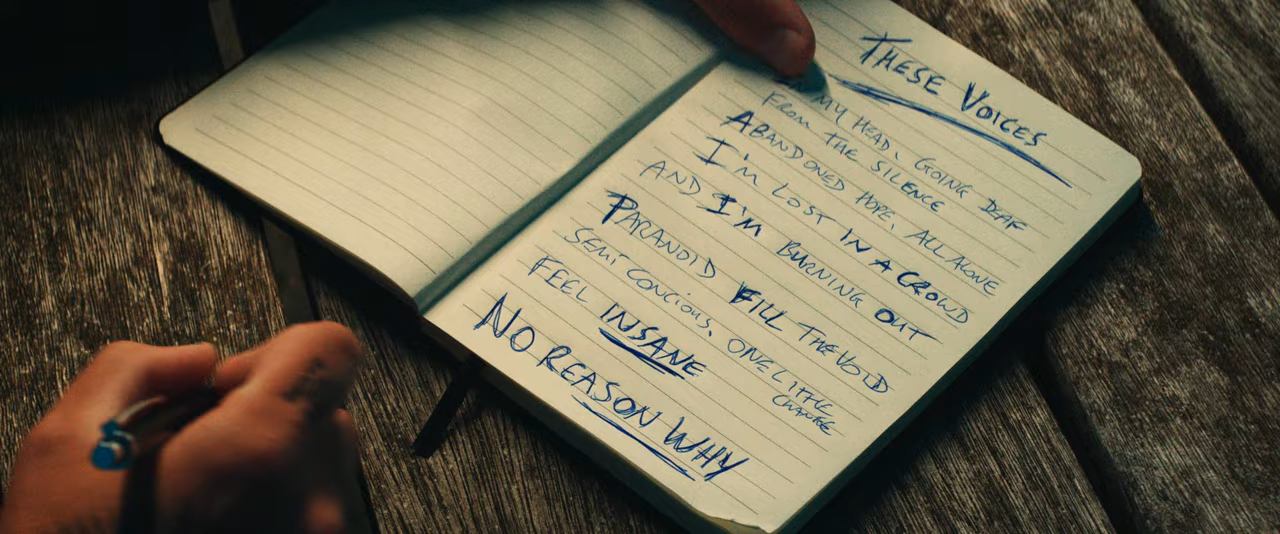 THESE VOICES
IN MY HEAD, GOING DEAF
FROM THE SILENCE
ABANDONED HOPE, ALL ALONE
I'M LOST IN A CROWD
AND I'M BURNING OUT
PARANOID FILL THE VOID
SEMI CONCIOUS, ONE LITTLE
CHANGE
FEEL INSANE
NO REASON WHY